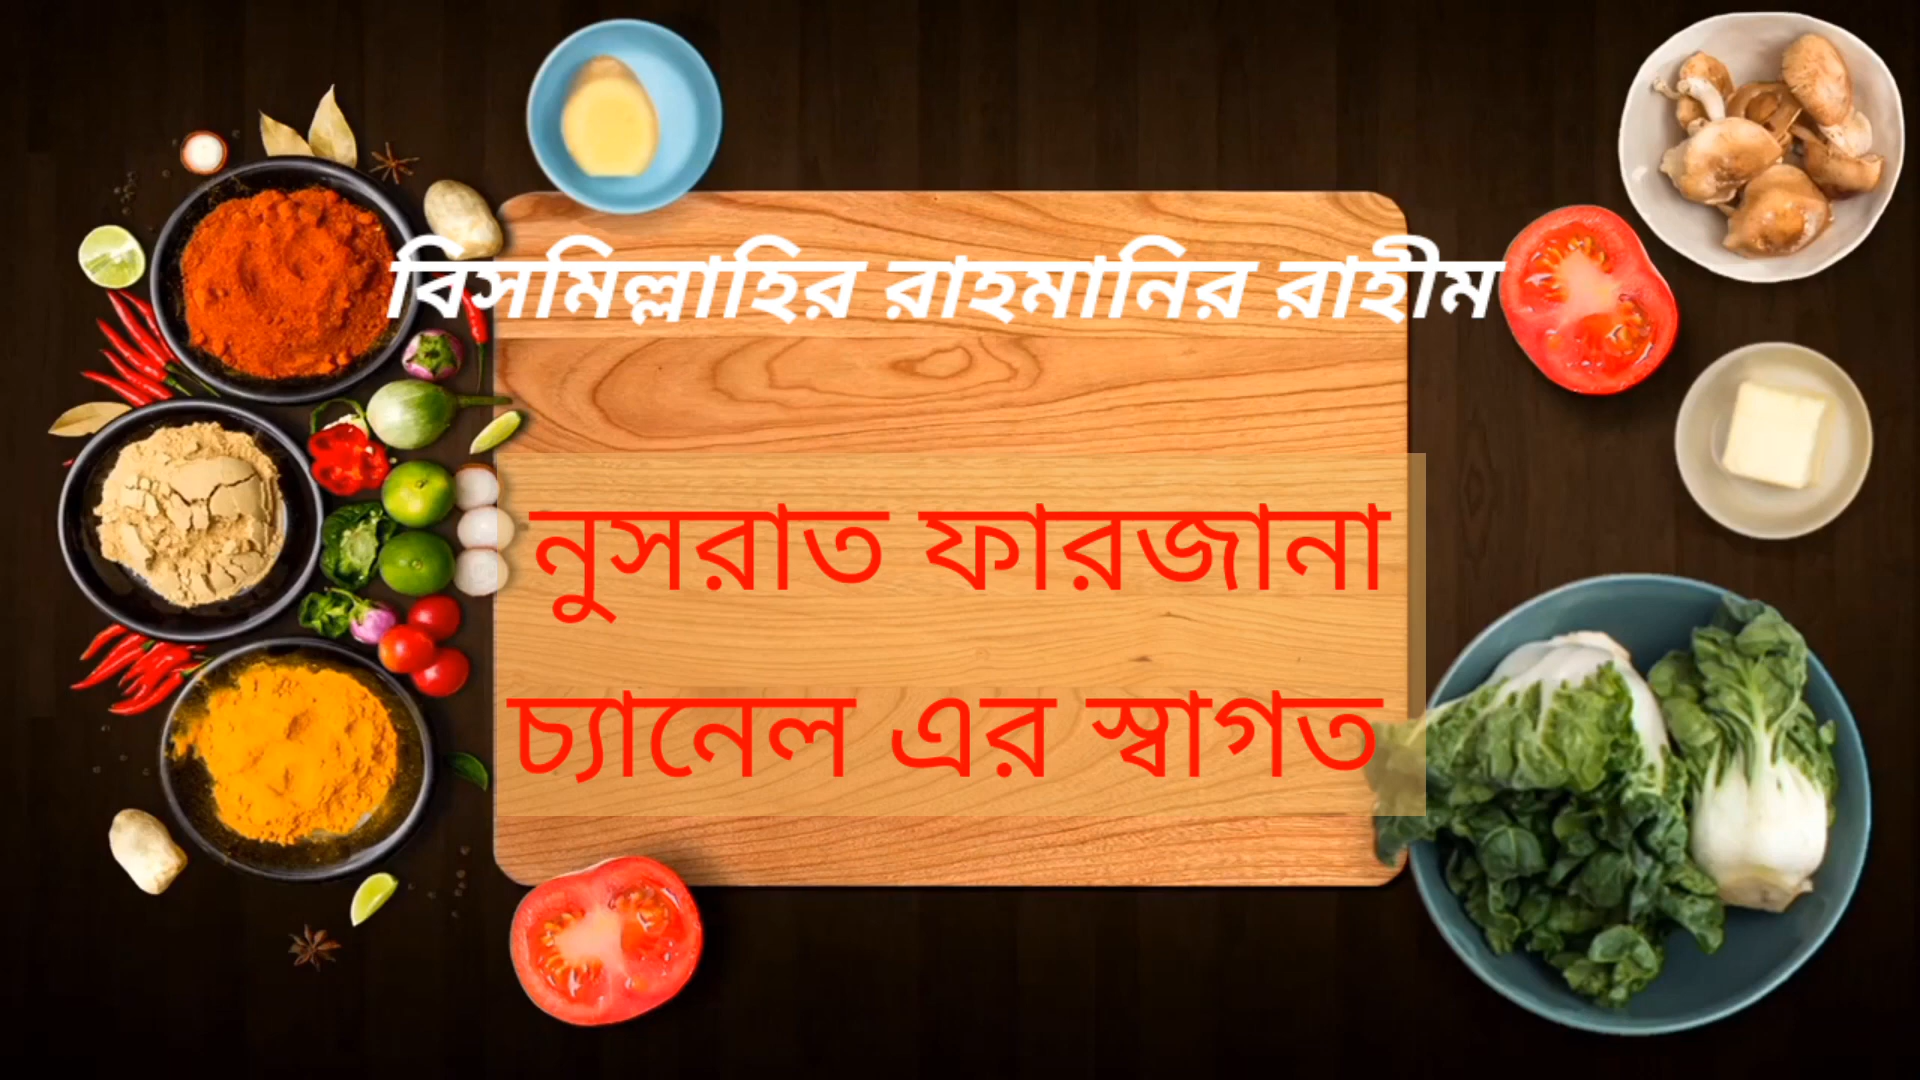 বিসমিল্লাহির রাহমানির রাহীম
নুসরাত ফারজানা
চ্যানেল এর স্বাগত